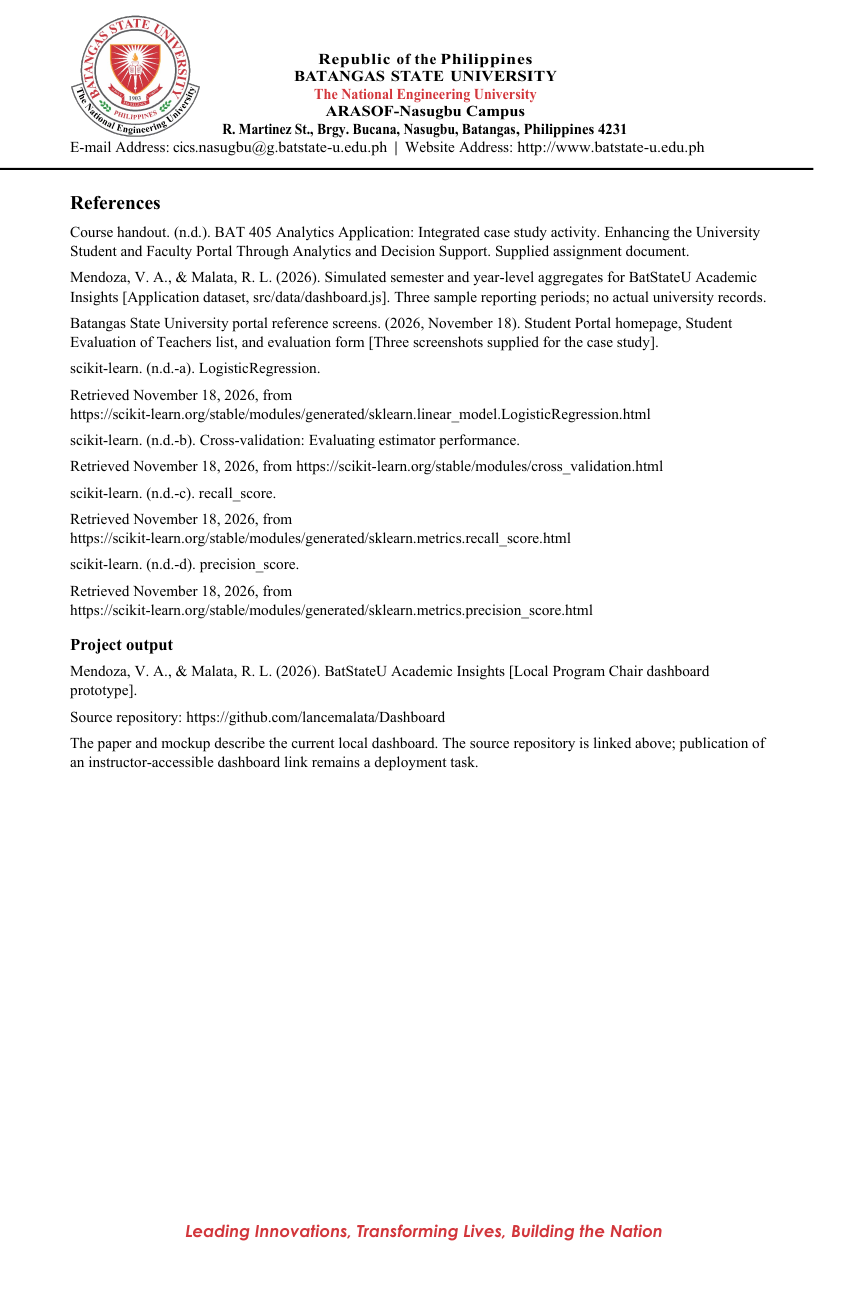 BATANGAS STATE UNIVERSITY
1903
PHILIPPINES
The National Engineering University
Republic of the Philippines
BATANGAS STATE UNIVERSITY
The National Engineering University
ARASOF-Nasugbu Campus
R. Martinez St., Brgy. Bucana, Nasugbu, Batangas, Philippines 4231
E-mail Address: cics.nasugbu@g.batstate-u.edu.ph | Website Address: http://www.batstate-u.edu.ph
References
Course handout. (n.d.). BAT 405 Analytics Application: Integrated case study activity. Enhancing the University
Student and Faculty Portal Through Analytics and Decision Support. Supplied assignment document.
Mendoza, V. A., & Malata, R. L. (2026). Simulated semester and year-level aggregates for BatStateU Academic
Insights [Application dataset, src/data/dashboard.js]. Three sample reporting periods; no actual university records.
Batangas State University portal reference screens. (2026, November 18). Student Portal homepage, Student
Evaluation of Teachers list, and evaluation form [Three screenshots supplied for the case study].
scikit-learn. (n.d.-a). LogisticRegression.
Retrieved November 18, 2026, from
https://scikit-learn.org/stable/modules/generated/sklearn.linear_model.LogisticRegression.html
scikit-learn. (n.d.-b). Cross-validation: Evaluating estimator performance.
Retrieved November 18, 2026, from https://scikit-learn.org/stable/modules/cross_validation.html
scikit-learn. (n.d.-c). recall_score.
Retrieved November 18, 2026, from
https://scikit-learn.org/stable/modules/generated/sklearn.metrics.recall_score.html
scikit-learn. (n.d.-d). precision_score.
Retrieved November 18, 2026, from
https://scikit-learn.org/stable/modules/generated/sklearn.metrics.precision_score.html
Project output
Mendoza, V. A., & Malata, R. L. (2026). BatStateU Academic Insights [Local Program Chair dashboard
prototype].
Source repository: https://github.com/lancemalata/Dashboard
The paper and mockup describe the current local dashboard. The source repository is linked above; publication of
an instructor-accessible dashboard link remains a deployment task.
Leading Innovations, Transforming Lives, Building the Nation